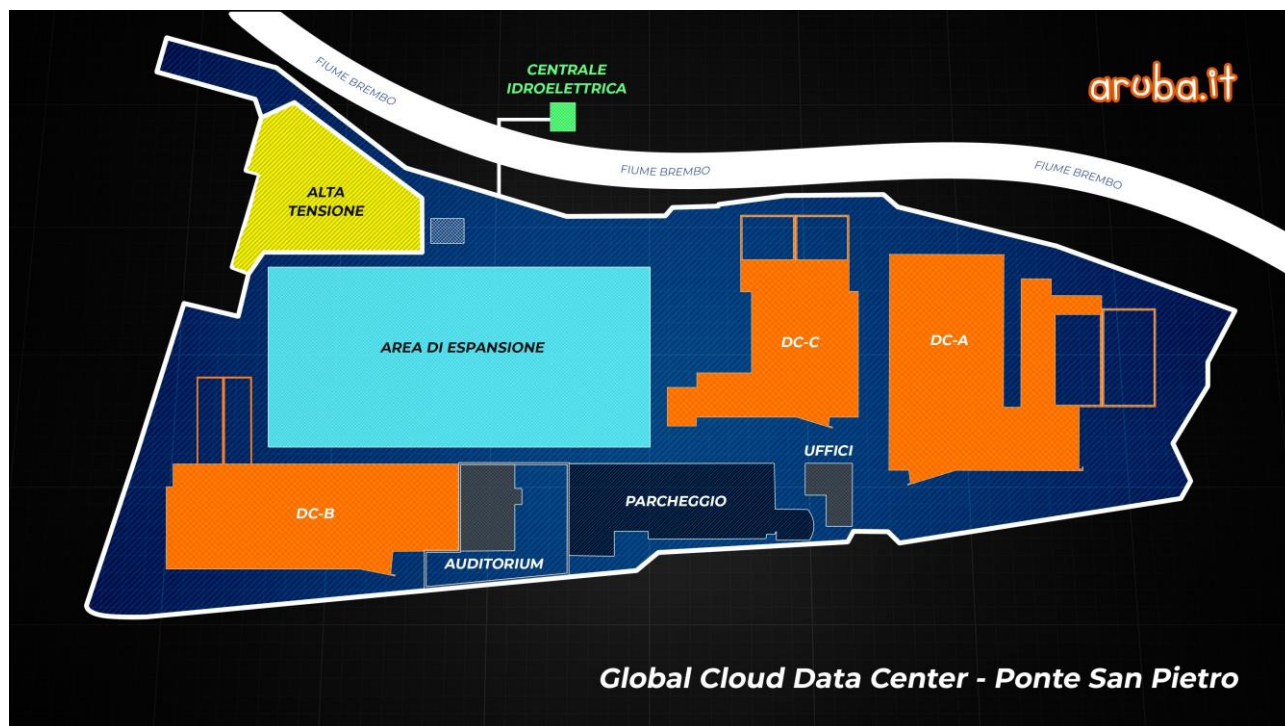 FIUME BREMBO
CENTRALE
IDROELETTRICA
aruba.it
FIUME BREMBO
FIUME BREMBO
ALTA
TENSIONE
AREA DI ESPANSIONE
DC-C
DC-A
UFFICI
DC-B
PARCHEGGIO
AUDITORIUM
Global Cloud Data Center - Ponte San Pietro